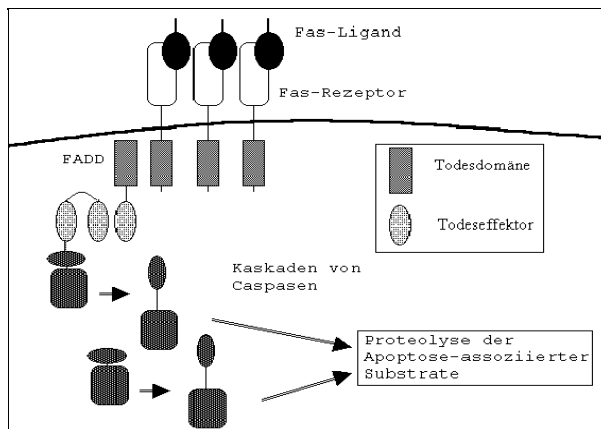 Fas-Ligand
Fas-Rezeptor
FADD
Todesdomäne
Todeseffektor
Kaskaden von
Caspasen
Proteolyse der
Apoptose-assoziierter
Substrate